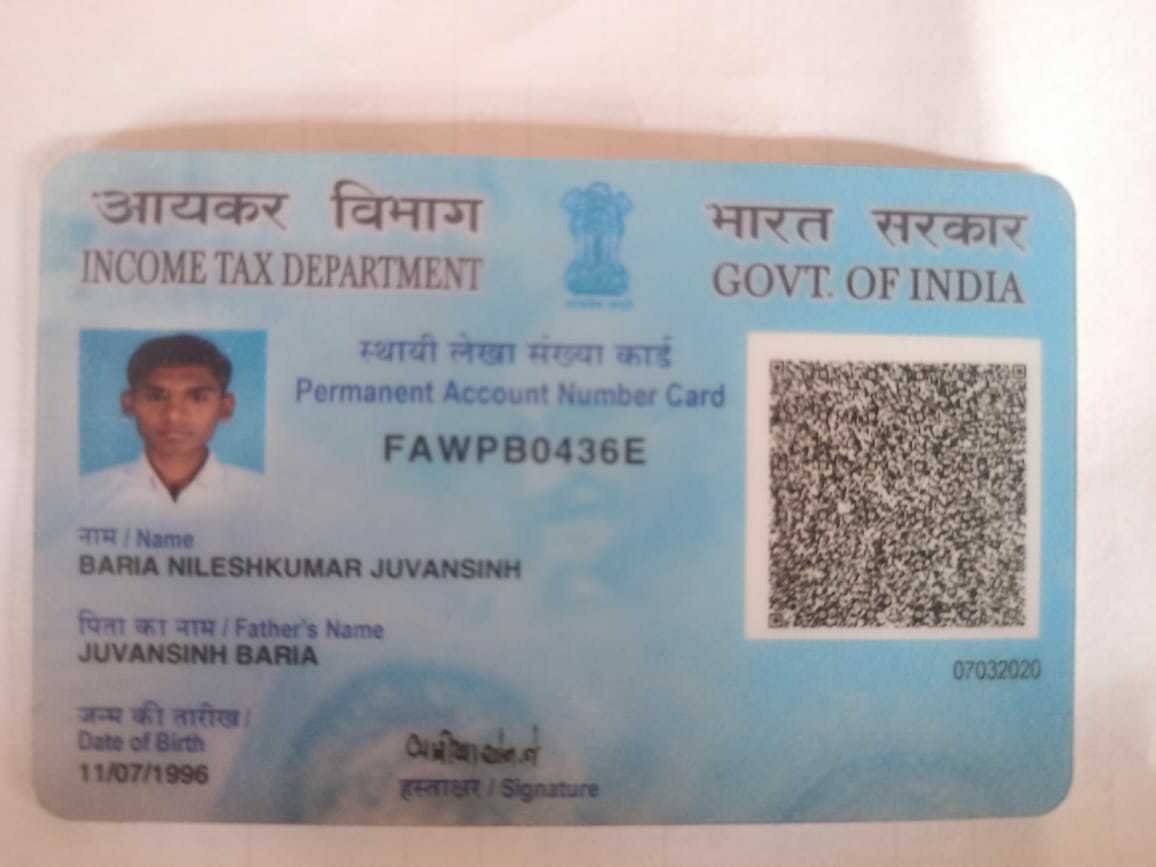 आयकर विभाग
INCOME TAX DEPARTMENT
भारत सरकार
GOVT. OF INDIA
स्थायी लेखा संख्या कार्ड
Permanent Account Number Card
FAWPB0436E
नाम / Name
BARIA NILESHKUMAR JUVANSINH
पिता का नाम / Father's Name
JUVANSINH BARIA
जन्म की तारीख /
Date of Birth
11/07/1996
हस्ताक्षर / Signature
07032020